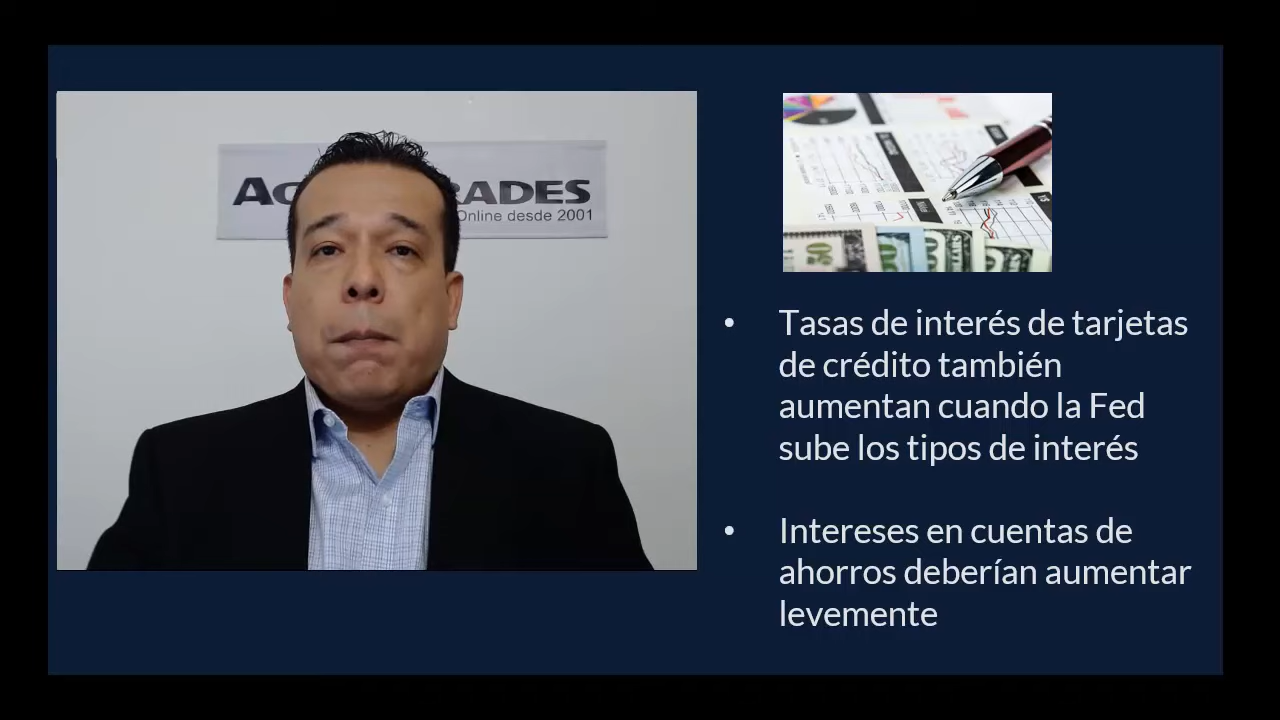 RADES
Online desde 2001
Tasas de interés de tarjetas
de crédito también
aumentan cuando la Fed
sube los tipos de interés
Intereses en cuentas de
ahorros deberían aumentar
levemente